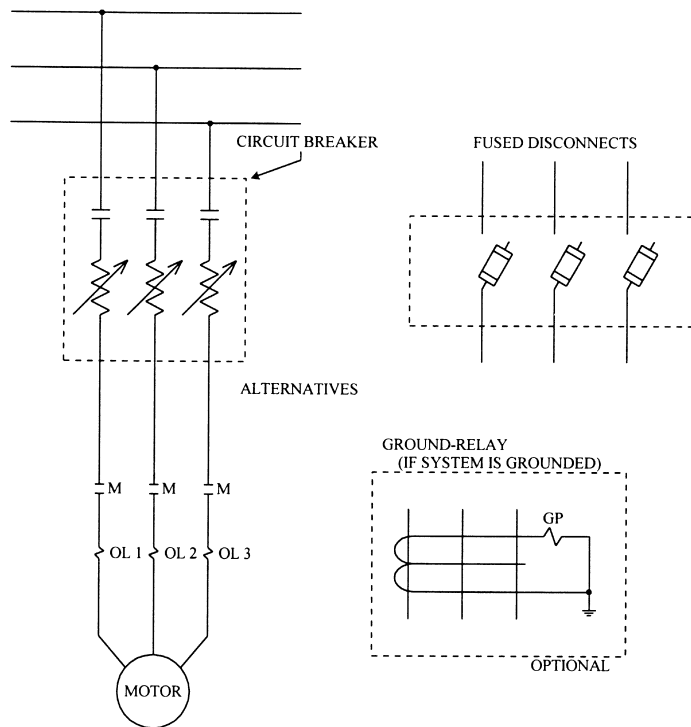 CIRCUIT BREAKER
FUSED DISCONNECTS
ALTERNATIVES
GROUND-RELAY
(IF SYSTEM IS GROUNDED)
M M M
GP
OL 1 OL 2 OL 3
OPTIONAL
MOTOR